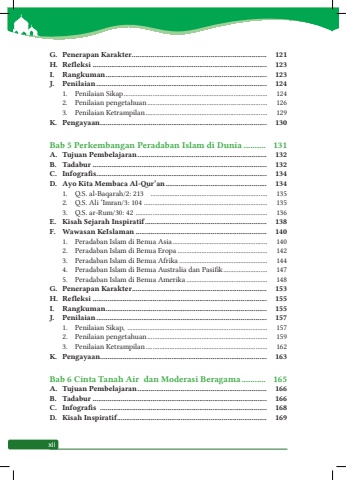 G. Penerapan Karakter.......... 121
H. Refleksi .......... 123
I. Rangkuman.......... 123
J. Penilaian .......... 124
1. Penilaian Sikap.......... 124
2. Penilaian pengetahuan.......... 126
3. Penilaian Ketrampilan.......... 129
K. Pengayaan.......... 130
Bab 5 Perkembangan Peradaban Islam di Dunia .......... 131
A. Tujuan Pembelajaran.......... 132
B. Tadabur .......... 132
C. Infografis.......... 134
D. Ayo Kita Membaca Al-Qur'an.......... 134
1. Q.S. al-Baqarah/2: 213 .......... 135
2. Q.S. Ali 'Imran/3: 104 .......... 135
3. Q.S. ar-Rum/30: 42 .......... 136
E. Kisah Sejarah Inspiratif.......... 138
F. Wawasan KeIslaman .......... 140
1. Peradaban Islam di Benua Asia.......... 140
2. Peradaban Islam di Benua Eropa .......... 142
3. Peradaban Islam di Benua Afrika .......... 144
4. Peradaban Islam di Benua Australia dan Pasifik.......... 147
5. Peradaban Islam di Benua Amerika .......... 148
G. Penerapan Karakter.......... 153
H. Refleksi .......... 155
I. Rangkuman.......... 155
J. Penilaian.......... 157
1. Penilaian Sikap, .......... 157
2. Penilaian pengetahuan.......... 159
3. Penilaian Ketrampilan.......... 162
K. Pengayaan.......... 163
Bab 6 Cinta Tanah Air dan Moderasi Beragama .......... 165
A. Tujuan Pembelajaran.......... 166
B. Tadabur .......... 166
C. Infografis .......... 168
D. Kisah Inspiratif.......... 169
xii